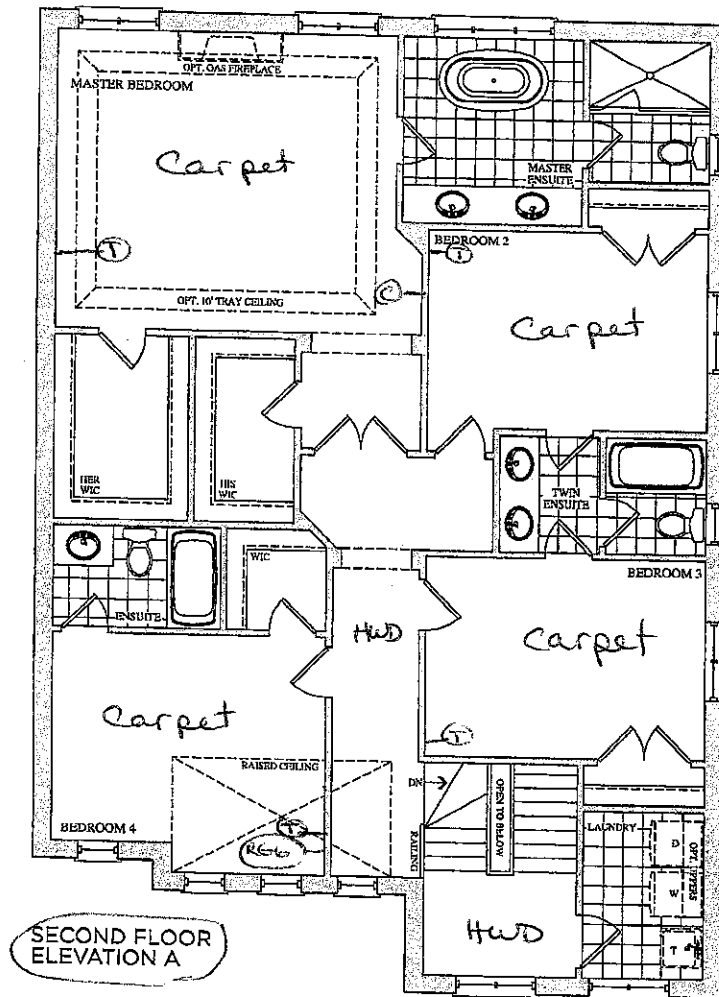 OPT. GAS FIREPLACE
MASTER BEDROOM
Carpet
MASTER
ENSUITE
T
BEDROOM 2
T
C
OPT. 10' TRAY CEILING
Carpet
HER
WIC
HIS
WIC
TWIN
ENSUITE
WIC
ENSUITE
BEDROOM 3
HWD
Carpet
Carpet
T
RAISED CEILING
DN
OPEN TO BELOW
RAILING
LAUNDRY
D
OPT. UPPERS
W
T
BEDROOM 4
T
HWD
SECOND FLOOR
ELEVATION A